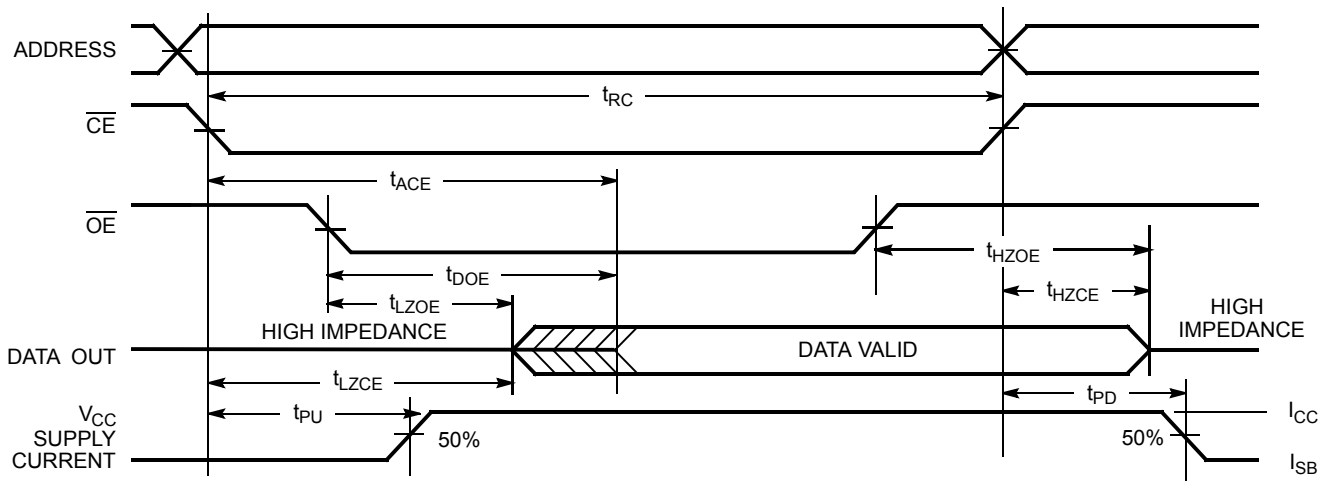 ADDRESS
tRC
CE
tACE
OE
tHZOE
tDOE
tLZOE
tHZCE
HIGH IMPEDANCE
HIGH
IMPEDANCE
DATA OUT
DATA VALID
tLZCE
tPU
tPD
VCC
SUPPLY
CURRENT
50%
50%
ICC
ISB